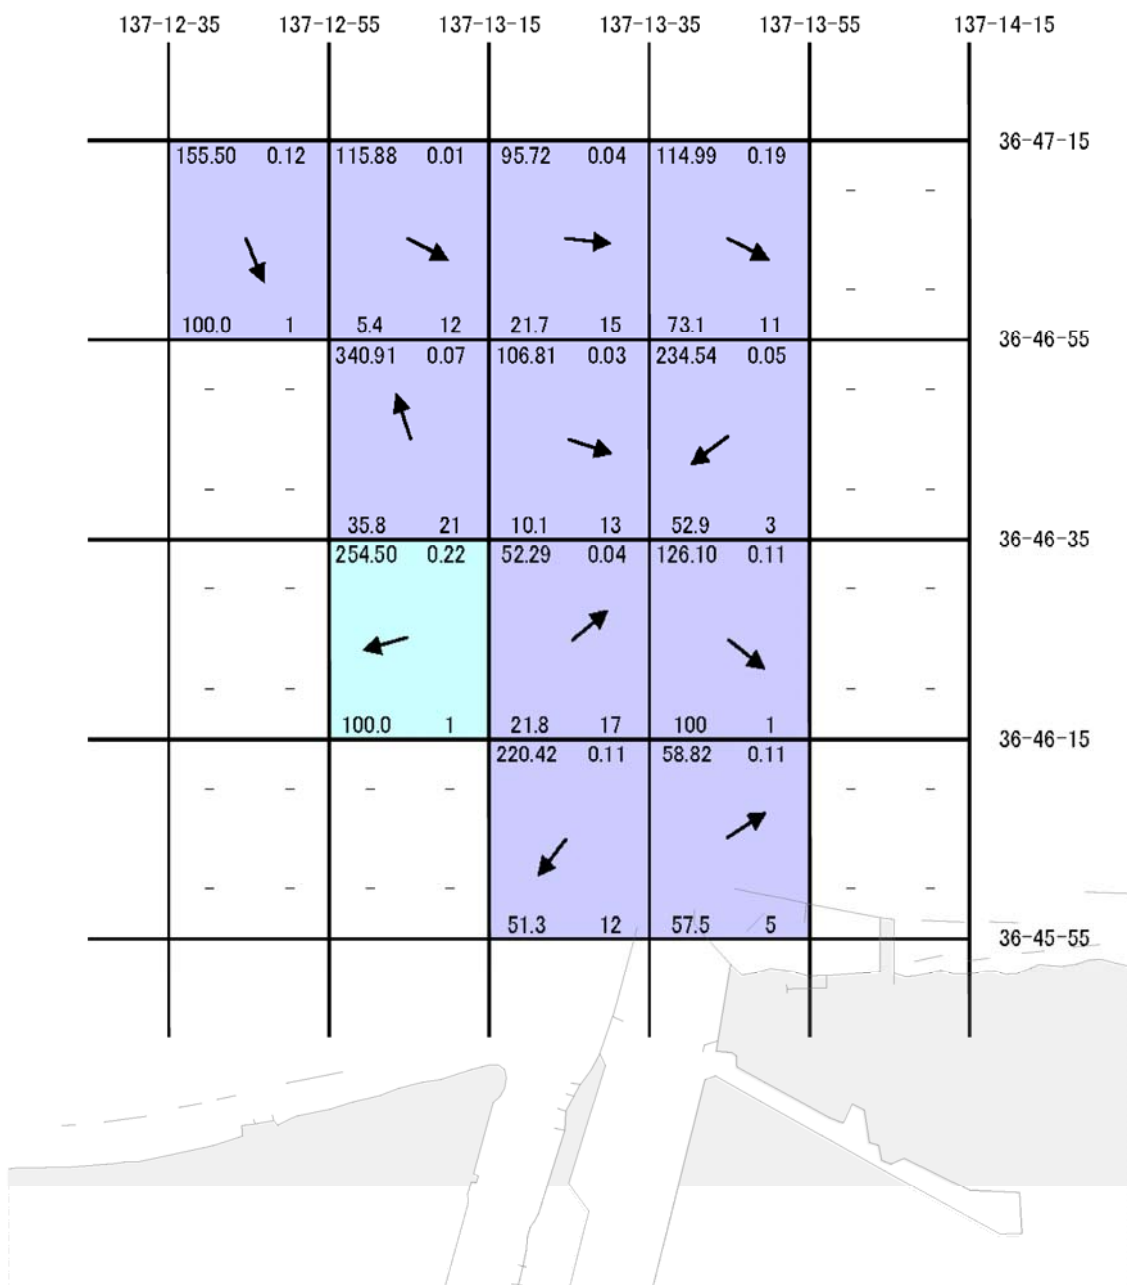 137-12-35 137-12-55 137-13-15 137-13-35 137-13-55 137-14-15
36-47-15
155.50 0.12 115.88 0.01 95.72 0.04 114.99 0.19
- -
- -
100.0 1 5.4 12 21.7 15 73.1 11
36-46-55
340.91 0.07 106.81 0.03 234.54 0.05
- - - -
- - - -
35.8 21 10.1 13 52.9 3
36-46-35
254.50 0.22 52.29 0.04 126.10 0.11
- - - -
- - - -
100.0 1 21.8 17 100 1
36-46-15
220.42 0.11 58.82 0.11
- - - - - -
- - - - - -
51.3 12 57.5 5
36-45-55